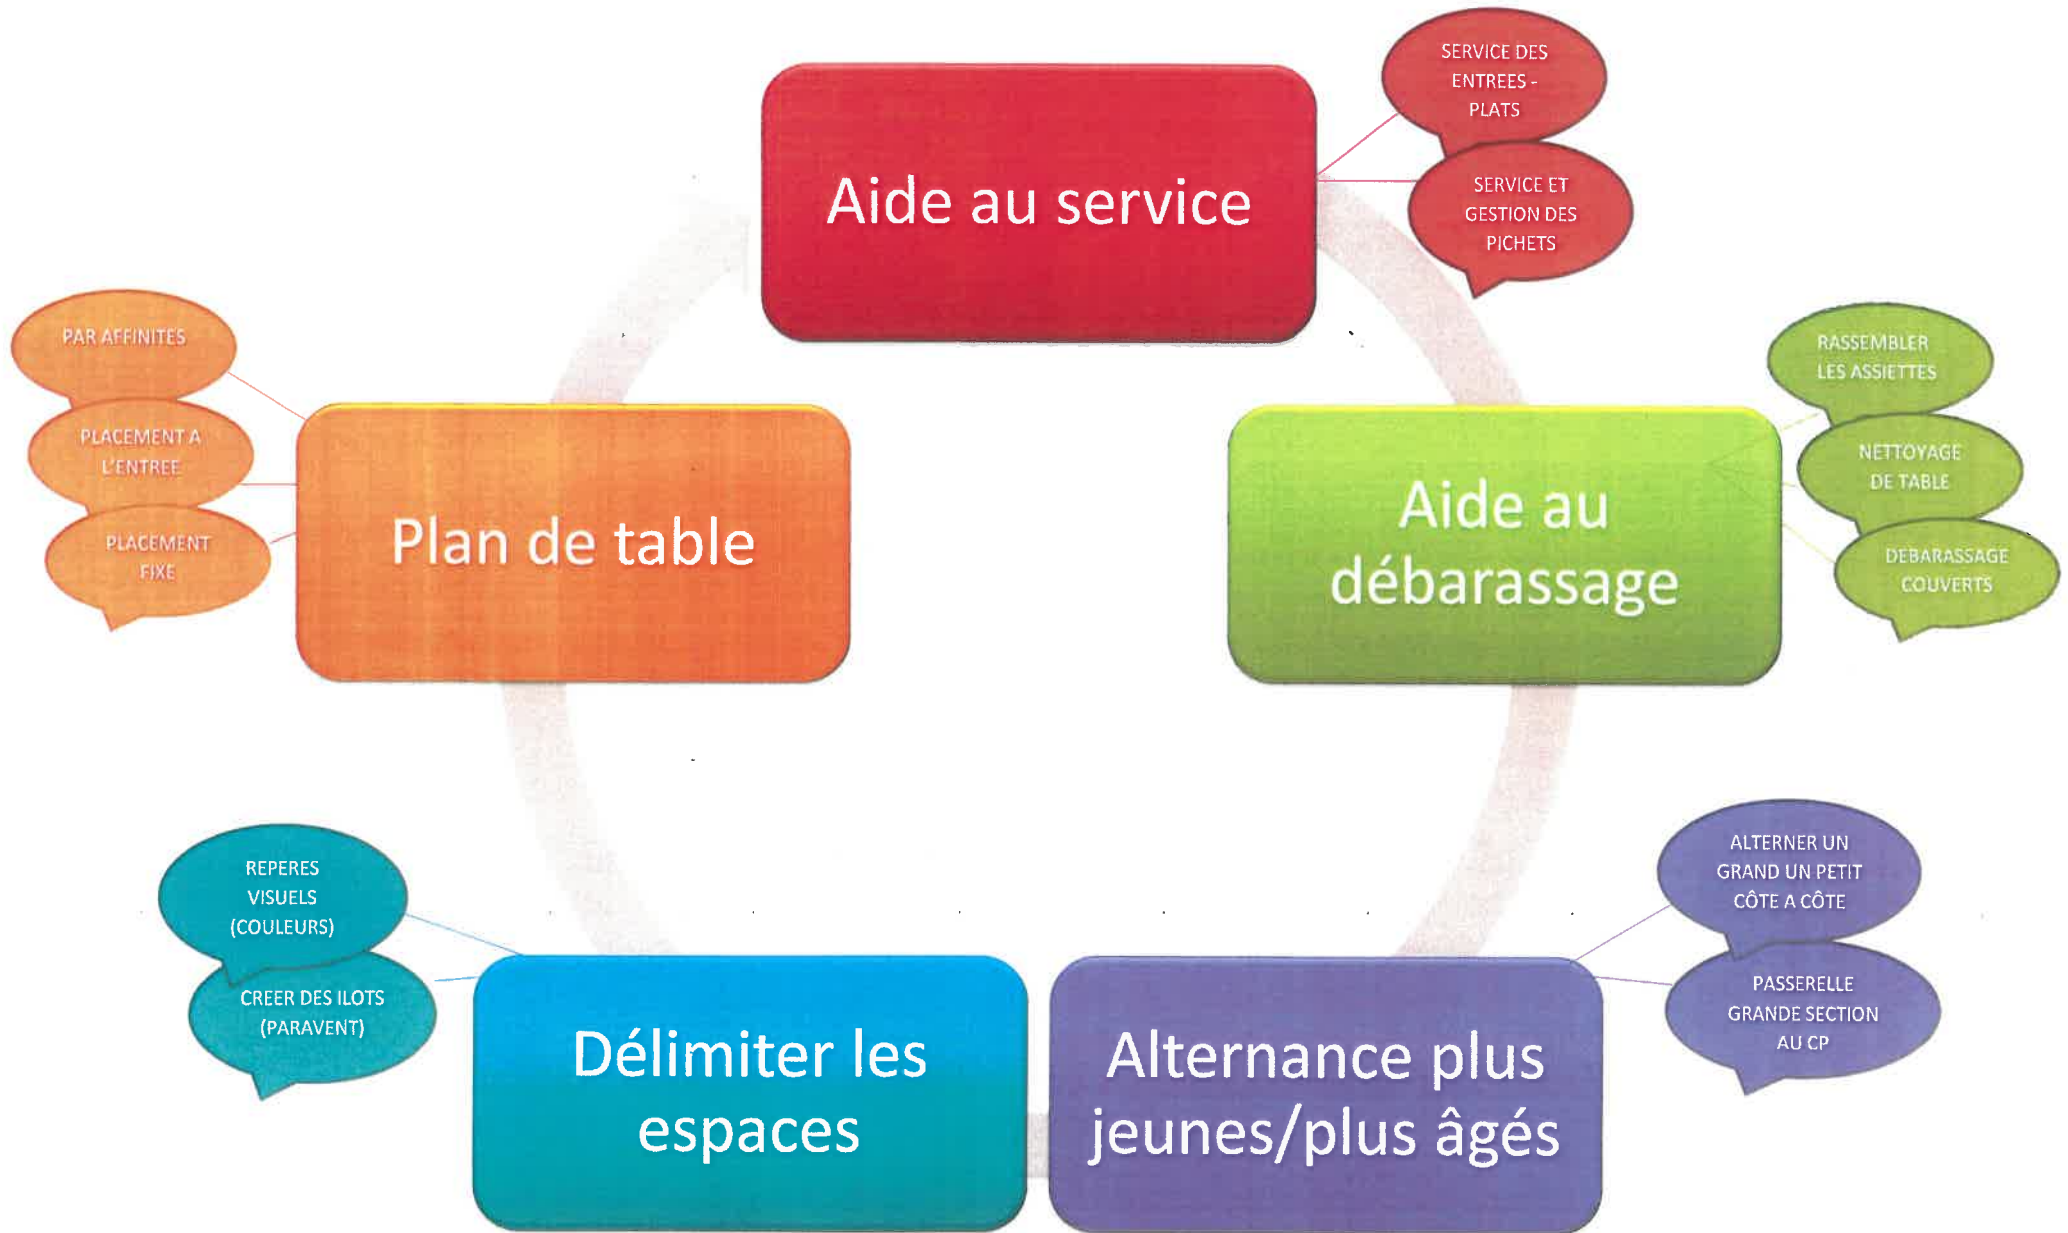 SERVICE DES
ENTREES -
PLATS
SERVICE ET
GESTION DES
PICHETS
Aide au service
RASSEMBLER
LES ASSIETTES
NETTOYAGE
DE TABLE
DEBARASSAGE
COUVERTS
Aide au
débarassage
ALTERNER UN
GRAND UN PETIT
CÔTE A CÔTE
PASSERELLE
GRANDE SECTION
AU CP
Alternance plus
jeunes/plus âgés
REPERES
VISUELS
(COULEURS)
CREER DES ILOTS
(PARAVENT)
Délimiter les
espaces
PAR AFFINITES
PLACEMENT A
L'ENTREE
PLACEMENT
FIXE
Plan de table